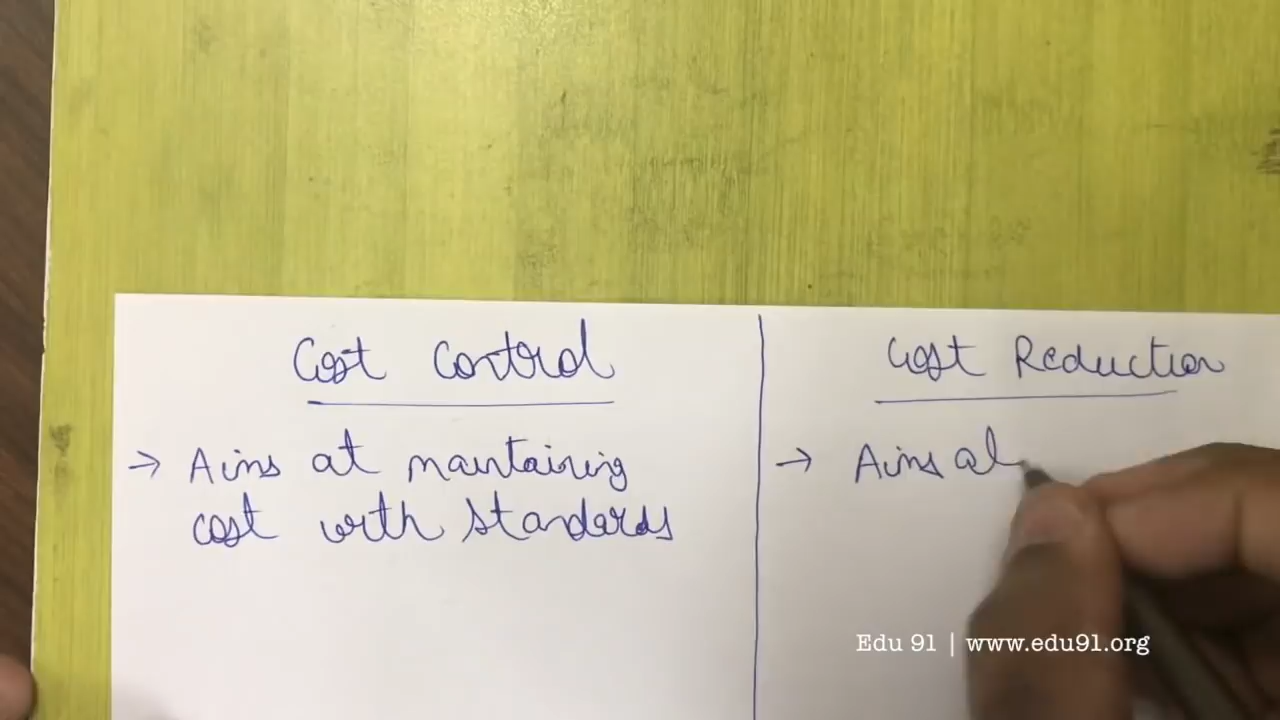 Cost Control
Cost Reduction
→ Aims at maintaining
cost with standards
→ Aims at
Edu 91 | www.edu91.org